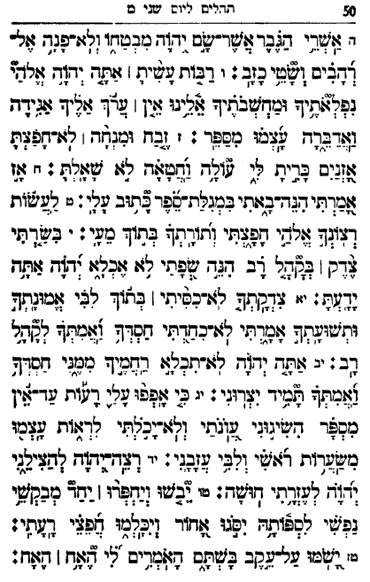 50 תהלים ליום שני מ
ה אַשְׁרֵי הַגֶּבֶר אֲשֶׁר־שָׂם יְהוָה מִבְטַחוֹ וְלֹא־פָנָה אֶל־
רְהָבִים וְשָׂטֵי כָזָב׃ ו רַבּוֹת עָשִׂיתָ ׀ אַתָּה יְהוָה אֱלֹהַי
נִפְלְאֹתֶיךָ וּמַחְשְׁבֹתֶיךָ אֵלֵינוּ אֵין ׀ עֲרֹךְ אֵלֶיךָ אַגִּידָה
וַאֲדַבֵּרָה עָצְמוּ מִסַּפֵּר׃ ז זֶבַח וּמִנְחָה ׀ לֹא־חָפַצְתָּ
אָזְנַיִם כָּרִיתָ לִּי עוֹלָה וַחֲטָאָה לֹא שָׁאָלְתָּ׃ ח אָז
אָמַרְתִּי הִנֵּה־בָאתִי בִּמְגִלַּת־סֵפֶר כָּתוּב עָלָי׃ ט לַעֲשׂוֹת
רְצוֹנְךָ אֱלֹהַי חָפָצְתִּי וְתוֹרָתְךָ בְּתוֹךְ מֵעָי׃ י בִּשַּׂרְתִּי
צֶדֶק ׀ בְּקָהָל רָב הִנֵּה שְׂפָתַי לֹא אֶכְלָא יְהוָה אַתָּה
יָדָעְתָּ׃ יא צִדְקָתְךָ לֹא־כִסִּיתִי ׀ בְּתוֹךְ לִבִּי אֱמוּנָתְךָ
וּתְשׁוּעָתְךָ אָמָרְתִּי לֹא־כִחַדְתִּי חַסְדְּךָ וַאֲמִתְּךָ לְקָהָל
רָב׃ יב אַתָּה יְהוָה לֹא־תִכְלָא רַחֲמֶיךָ מִמֶּנִּי חַסְדְּךָ
וַאֲמִתְּךָ תָּמִיד יִצְּרוּנִי׃ יג כִּי אָפְפוּ עָלַי רָעוֹת עַד־אֵין
מִסְפָּר הִשִּׂיגוּנִי עֲוֹנֹתַי וְלֹא־יָכֹלְתִּי לִרְאוֹת עָצְמוּ
מִשַּׂעֲרוֹת רֹאשִׁי וְלִבִּי עֲזָבָנִי׃ יד רְצֵה־יְהוָה לְהַצִּילֵנִי
יְהוָה לְעֶזְרָתִי חוּשָׁה׃ טו יֵבֹשׁוּ וְיַחְפְּרוּ ׀ יַחַד מְבַקְשֵׁי
נַפְשִׁי לִסְפּוֹתָהּ יִסֹּגוּ אָחוֹר וְיִכָּלְמוּ חֲפֵצֵי רָעָתִי׃
טז יָשֹׁמּוּ עַל־עֵקֶב בָּשְׁתָּם הָאֹמְרִים לִי הֶאָח ׀ הֶאָח׃